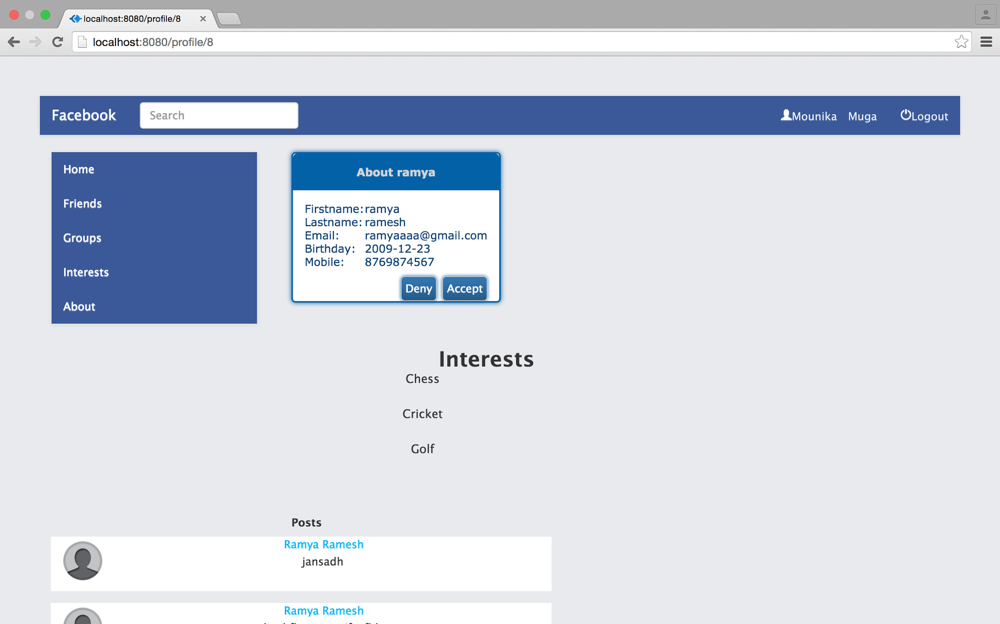 localhost:8080/profile/8
localhost:8080/profile/8
Facebook
Search
Mounika Muga
Logout
Home
Friends
Groups
Interests
About
About ramya
Firstname: ramya
Lastname: ramesh
Email: ramyaaaa@gmail.com
Birthday: 2009-12-23
Mobile: 8769874567
Deny Accept
Interests
Chess
Cricket
Golf
Posts
Ramya Ramesh
jansadh
Ramya Ramesh